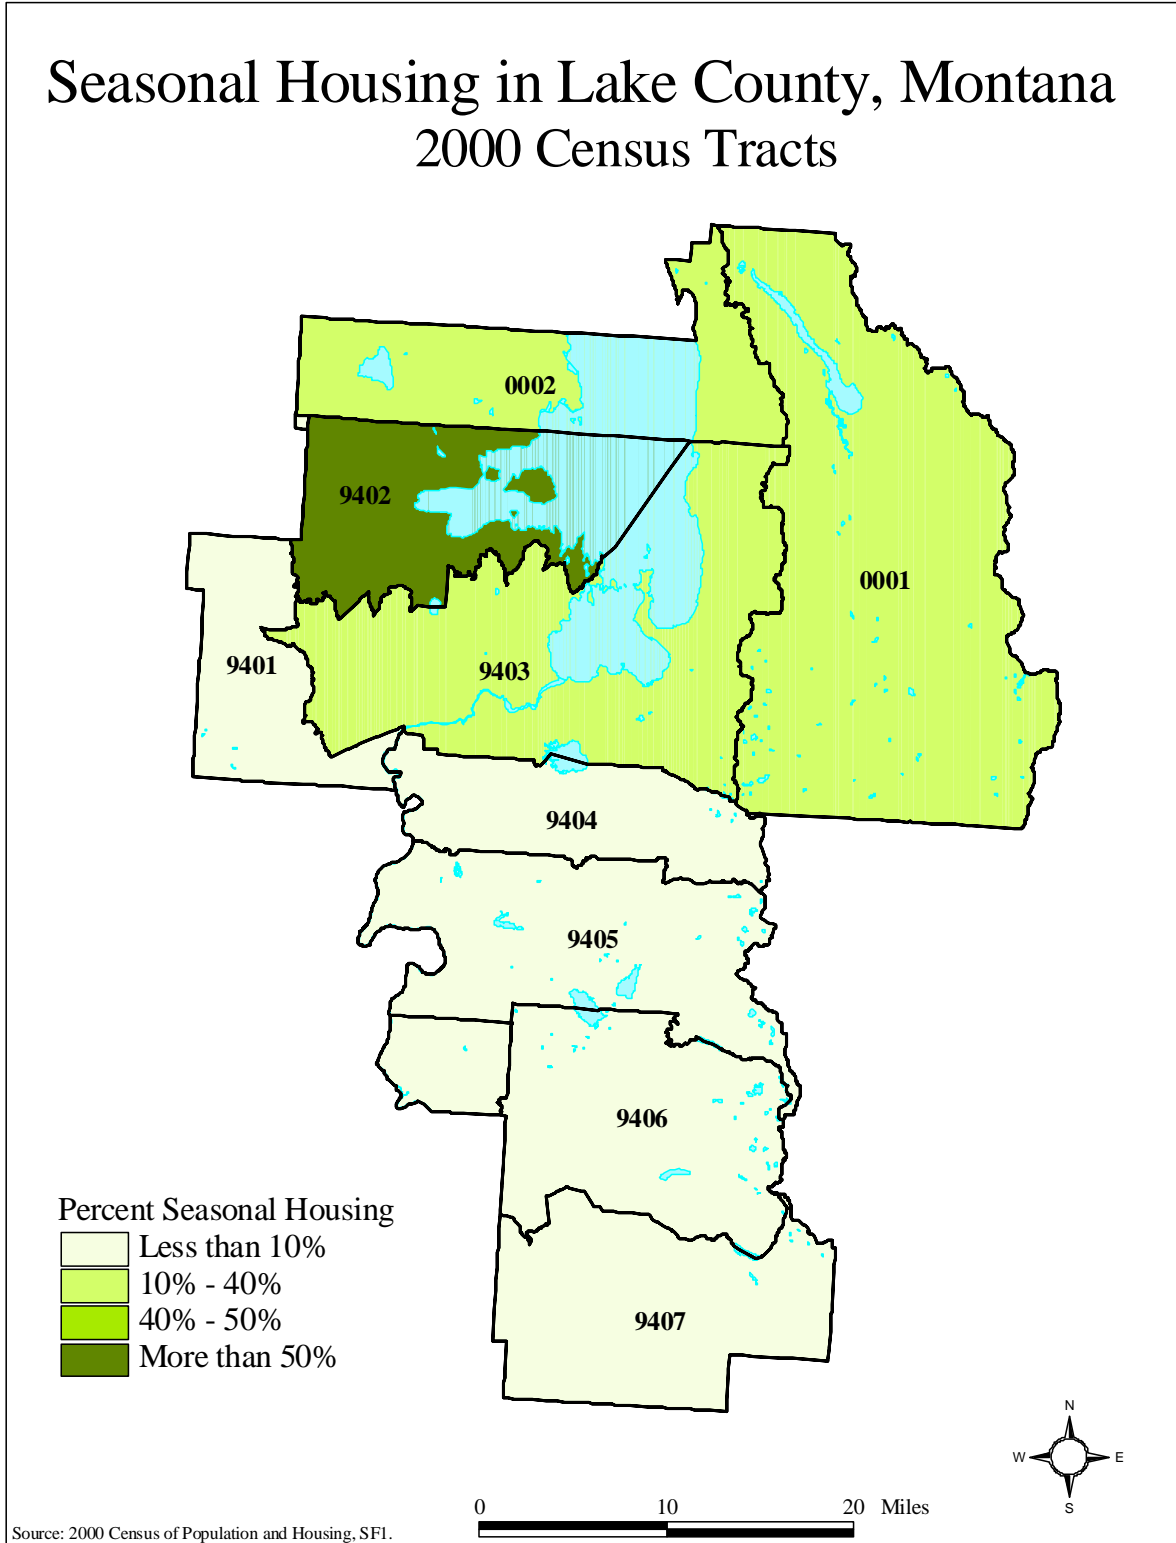 Seasonal Housing in Lake County, Montana
2000 Census Tracts
0002
9402
0001
9401
9403
9404
9405
9406
9407
Percent Seasonal Housing
Less than 10%
10% - 40%
40% - 50%
More than 50%
N
W E
S
0 10 20 Miles
Source: 2000 Census of Population and Housing, SF1.